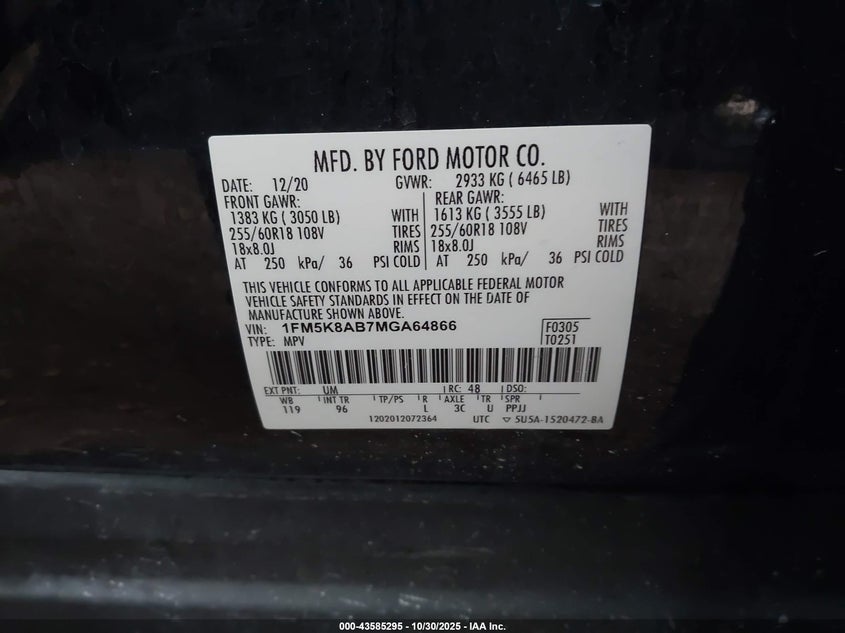 MFD. BY FORD MOTOR CO.
DATE: 12/20 GVWR: 2933 KG ( 6465 LB)
FRONT GAWR: REAR GAWR:
1383 KG ( 3050 LB) WITH 1613 KG ( 3555 LB) WITH
255/60R18 108V TIRES 255/60R18 108V TIRES
18x8.0J RIMS 18x8.0J RIMS
AT 250 kPa/ 36 PSI COLD AT 250 kPa/ 36 PSI COLD
THIS VEHICLE CONFORMS TO ALL APPLICABLE FEDERAL MOTOR
VEHICLE SAFETY STANDARDS IN EFFECT ON THE DATE OF
MANUFACTURE SHOWN ABOVE.
VIN: 1FM5K8AB7MGA64866 F0305
TYPE: MPV T0251
EXT PNT: UM RC: 48 DSO:
WB INT TR TP/PS R AXLE TR SPR
119 96 L 3C U PPJJ
1202012072364 UTC ▽ 5U5A-1520472-BA
000-43585295 - 10/30/2025 - IAA Inc.